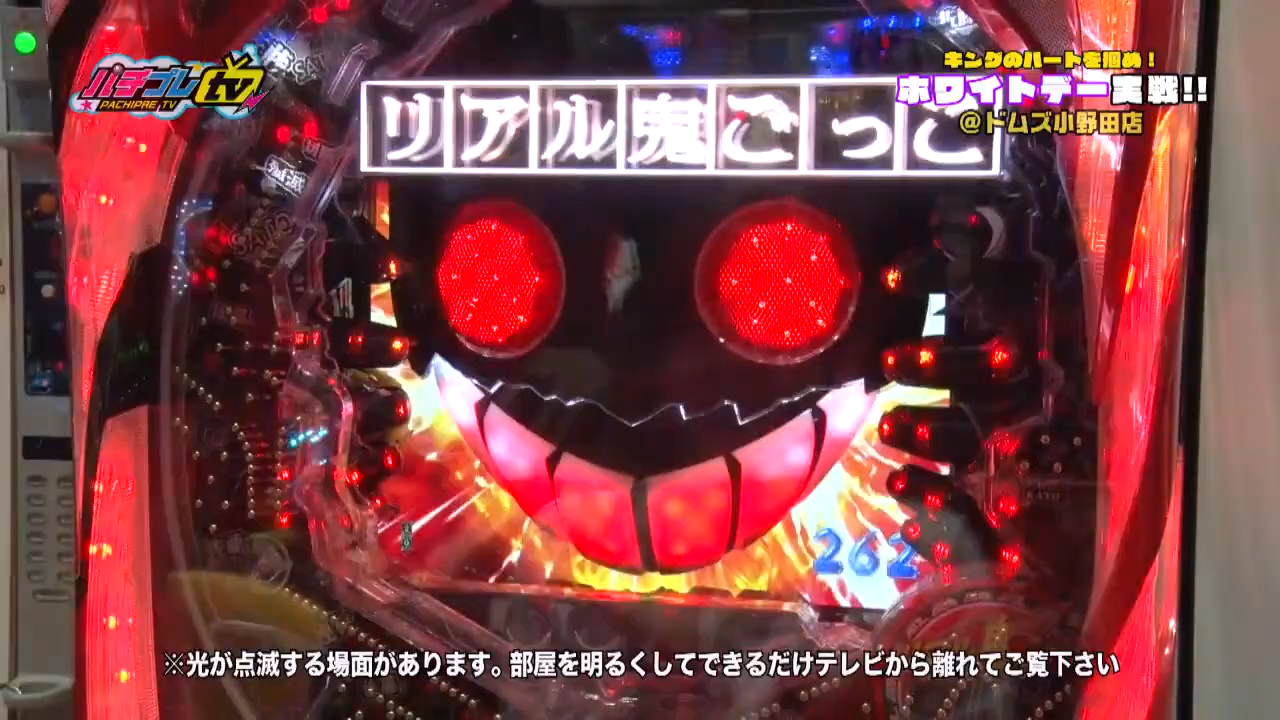 パチプレtv
PACHIPRE TV
キングのハートを掴め！
ホワイトデー実戦!!
@ドムズ小野田店
リアル鬼ごっこ
262
※光が点滅する場面があります。部屋を明るくしてできるだけテレビから離れてご覧下さい